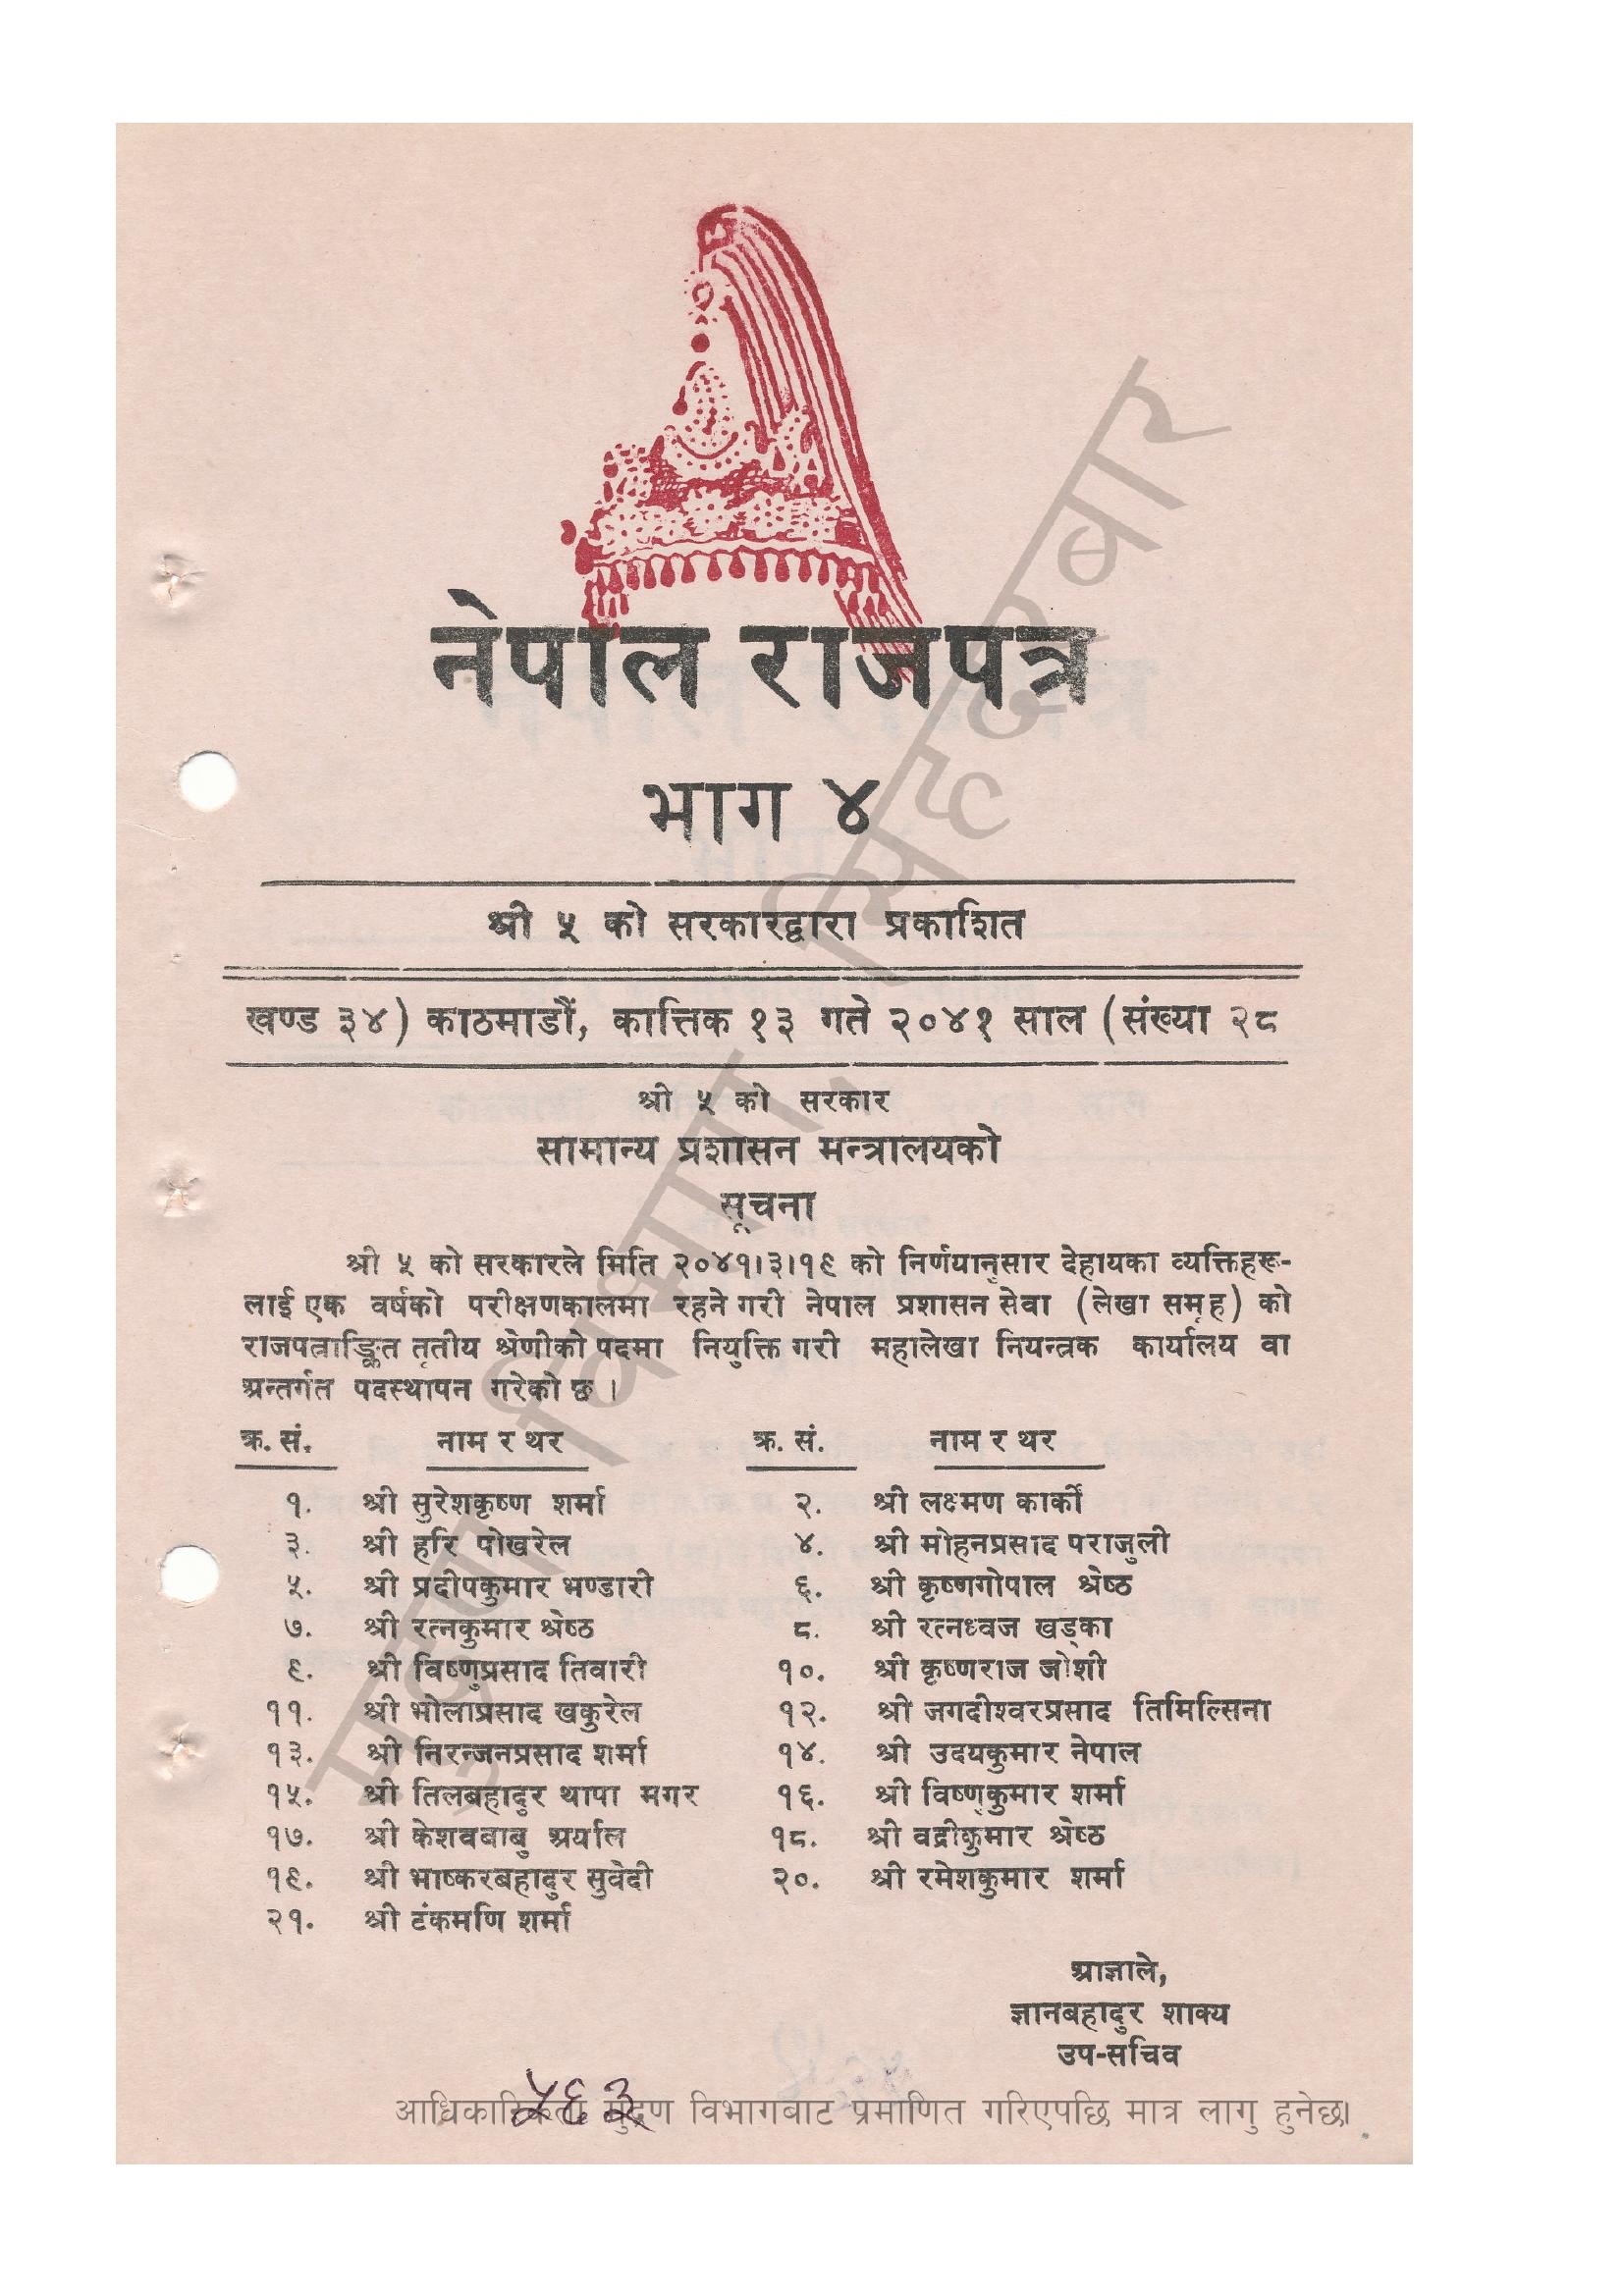 नेपाल राजपत्र
भाग ४
श्री ५ को सरकारद्वारा प्रकाशित
खण्ड ३४) काठमाडौं, कात्तिक १३ गते २०४१ साल (संख्या २८
श्री ५ को सरकार
सामान्य प्रशासन मन्त्रालयको
सूचना
श्री ५ को सरकारले मिति २०४१।३।१९ को निर्णयानुसार देहायका व्यक्तिहरू-
लाई एक वर्षको परीक्षणकालमा रहने गरी नेपाल प्रशासन सेवा (लेखा समूह) को
राजपत्राङ्कित तृतीय श्रेणीको पदमा नियुक्ति गरी महालेखा नियन्त्रक कार्यालय वा
अन्तर्गत पदस्थापन गरेको छ ।
क्र. सं. नाम र थर क्र. सं. नाम र थर
१. श्री सुरेशकृष्ण शर्मा २. श्री लक्ष्मण कार्की
३. श्री हरि पोखरेल ४. श्री मोहनप्रसाद पराजुली
५. श्री प्रदीपकुमार भण्डारी ६. श्री कृष्णगोपाल श्रेष्ठ
७. श्री रत्नकुमार श्रेष्ठ ८. श्री रत्नध्वज खड्का
९. श्री विष्णुप्रसाद तिवारी १०. श्री कृष्णराज जोशी
११. श्री भोलाप्रसाद खकुरेल १२. श्री जगदीश्वरप्रसाद तिमिल्सिना
१३. श्री निरन्जनप्रसाद शर्मा १४. श्री उदयकुमार नेपाल
१५. श्री तिलबहादुर थापा मगर १६. श्री विष्णुकुमार शर्मा
१७. श्री केशवबाबु अर्याल १८. श्री वद्रीकुमार श्रेष्ठ
१९. श्री भाष्करबहादुर सुवेदी २०. श्री रमेशकुमार शर्मा
२१. श्री टंकमणि शर्मा
आज्ञाले,
ज्ञानबहादुर शाक्य
उप-सचिव
५६३
आधिकारिकता मुद्रण विभागबाट प्रमाणित गरिएपछि मात्र लागु हुनेछ।
मुद्रण विभाग, सिंहदरवार